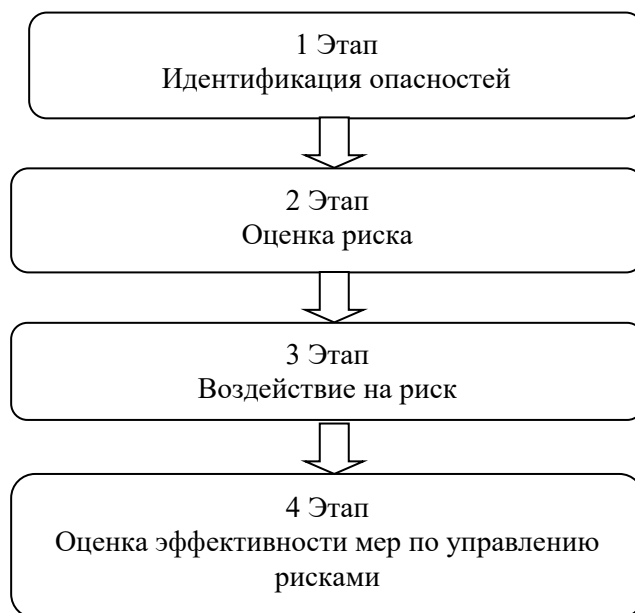 1 Этап
Идентификация опасностей
2 Этап
Оценка риска
3 Этап
Воздействие на риск
4 Этап
Оценка эффективности мер по управлению
рисками